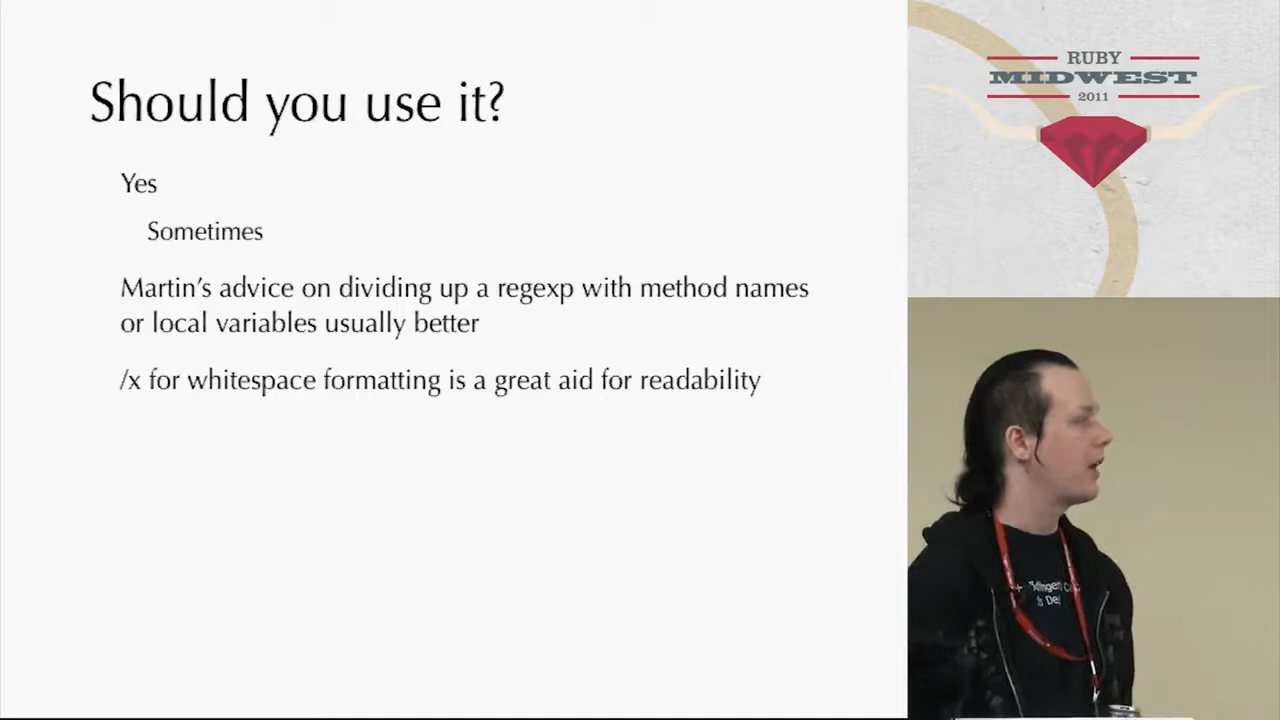 Should you use it?
Yes
Sometimes
Martin's advice on dividing up a regexp with method names
or local variables usually better
/x for whitespace formatting is a great aid for readability
RUBY
MIDWEST
2011